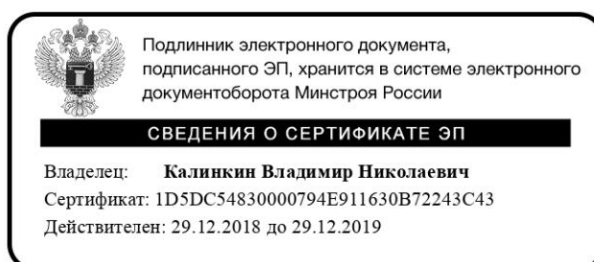 Подлинник электронного документа,
подписанного ЭП, хранится в системе электронного
документоборота Минстроя России
СВЕДЕНИЯ О СЕРТИФИКАТЕ ЭП
Владелец: Калинкин Владимир Николаевич
Сертификат: 1D5DC54830000794E911630B72243C43
Действителен: 29.12.2018 до 29.12.2019